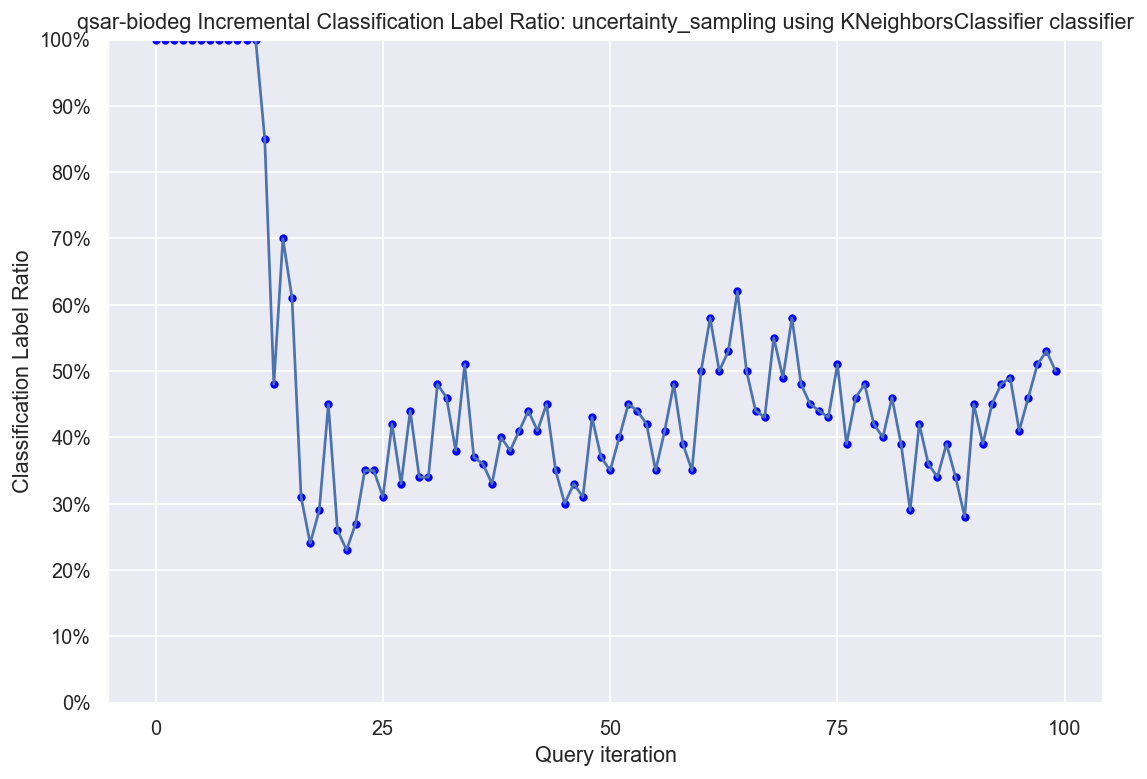 qsar-biodeg Incremental Classification Label Ratio: uncertainty_sampling using KNeighborsClassifier classifier
100%
90%
80%
70%
60%
50%
40%
30%
20%
10%
0%
Classification Label Ratio
0 25 50 75 100
Query iteration